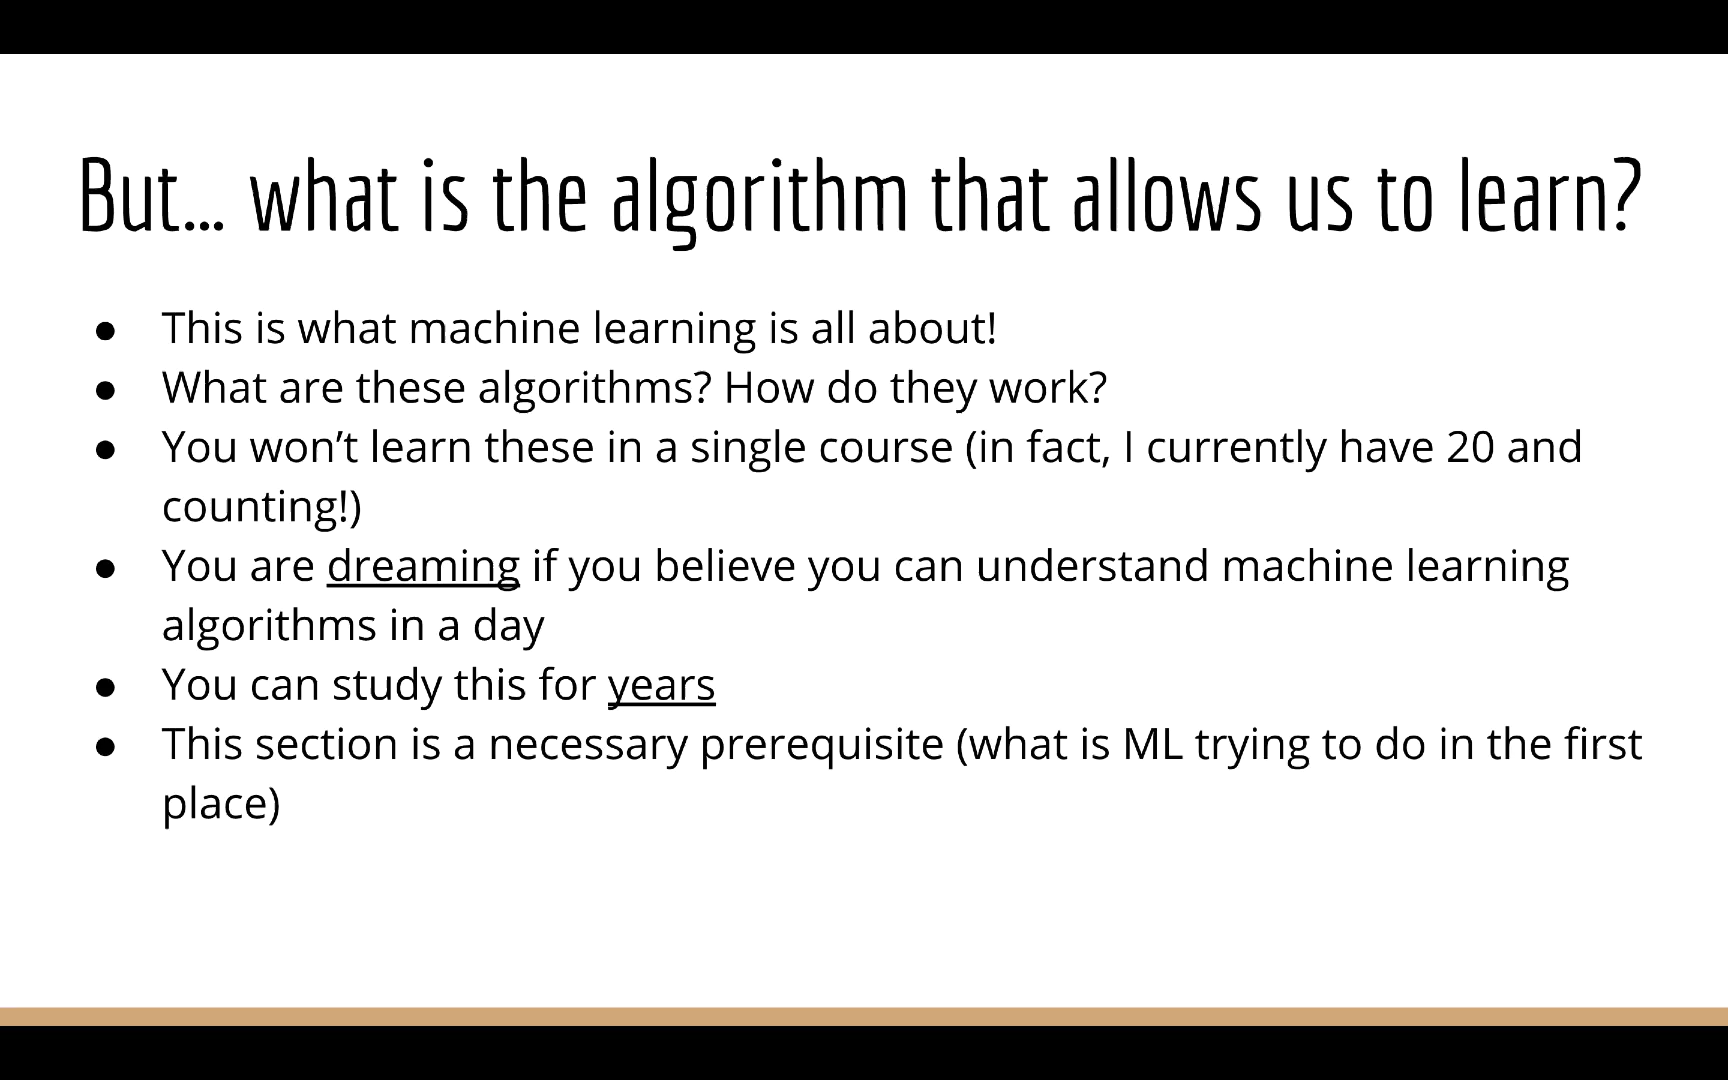 But... what is the algorithm that allows us to learn?
● This is what machine learning is all about!
● What are these algorithms? How do they work?
● You won’t learn these in a single course (in fact, I currently have 20 and
counting!)
● You are dreaming if you believe you can understand machine learning
algorithms in a day
● You can study this for years
● This section is a necessary prerequisite (what is ML trying to do in the first
place)